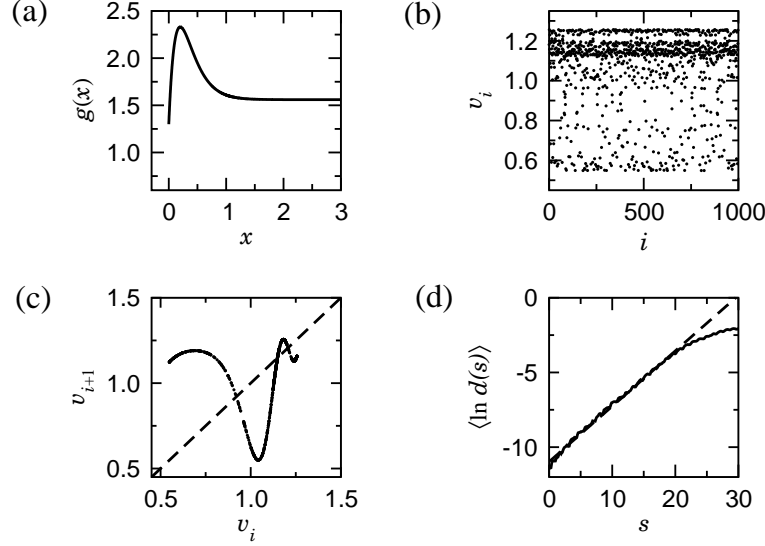 (a)
2.5
2.0
1.5
1.0
g(x)
0 1 2 3
x
(b)
1.2
1.0
0.8
0.6
v_i
0 500 1000
i
(c)
1.5
1.0
0.5
v_{i+1}
0.5 1.0 1.5
v_i
(d)
0
-5
-10
⟨ln d(s)⟩
0 10 20 30
s